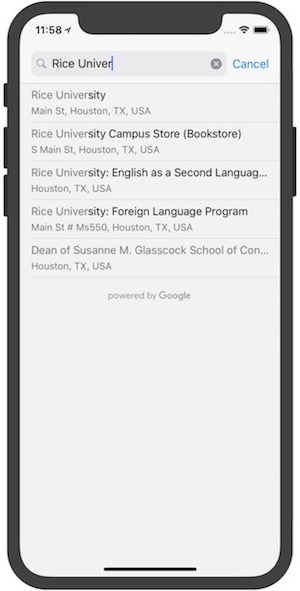 11:58
Rice Univer
Cancel
Rice University
Main St, Houston, TX, USA
Rice University Campus Store (Bookstore)
S Main St, Houston, TX, USA
Rice University: English as a Second Languag...
Houston, TX, USA
Rice University: Foreign Language Program
Main St # Ms550, Houston, TX, USA
Dean of Susanne M. Glasscock School of Con...
Houston, TX, USA
powered by Google